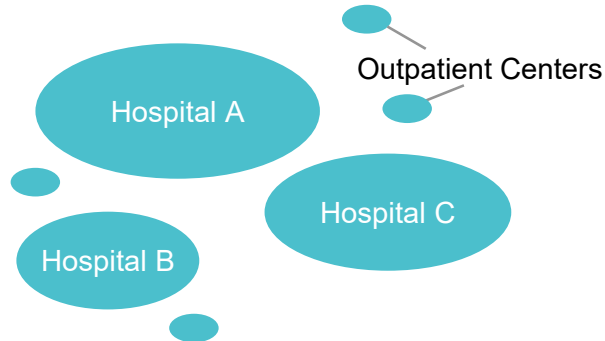 Outpatient Centers
Hospital A
Hospital C
Hospital B